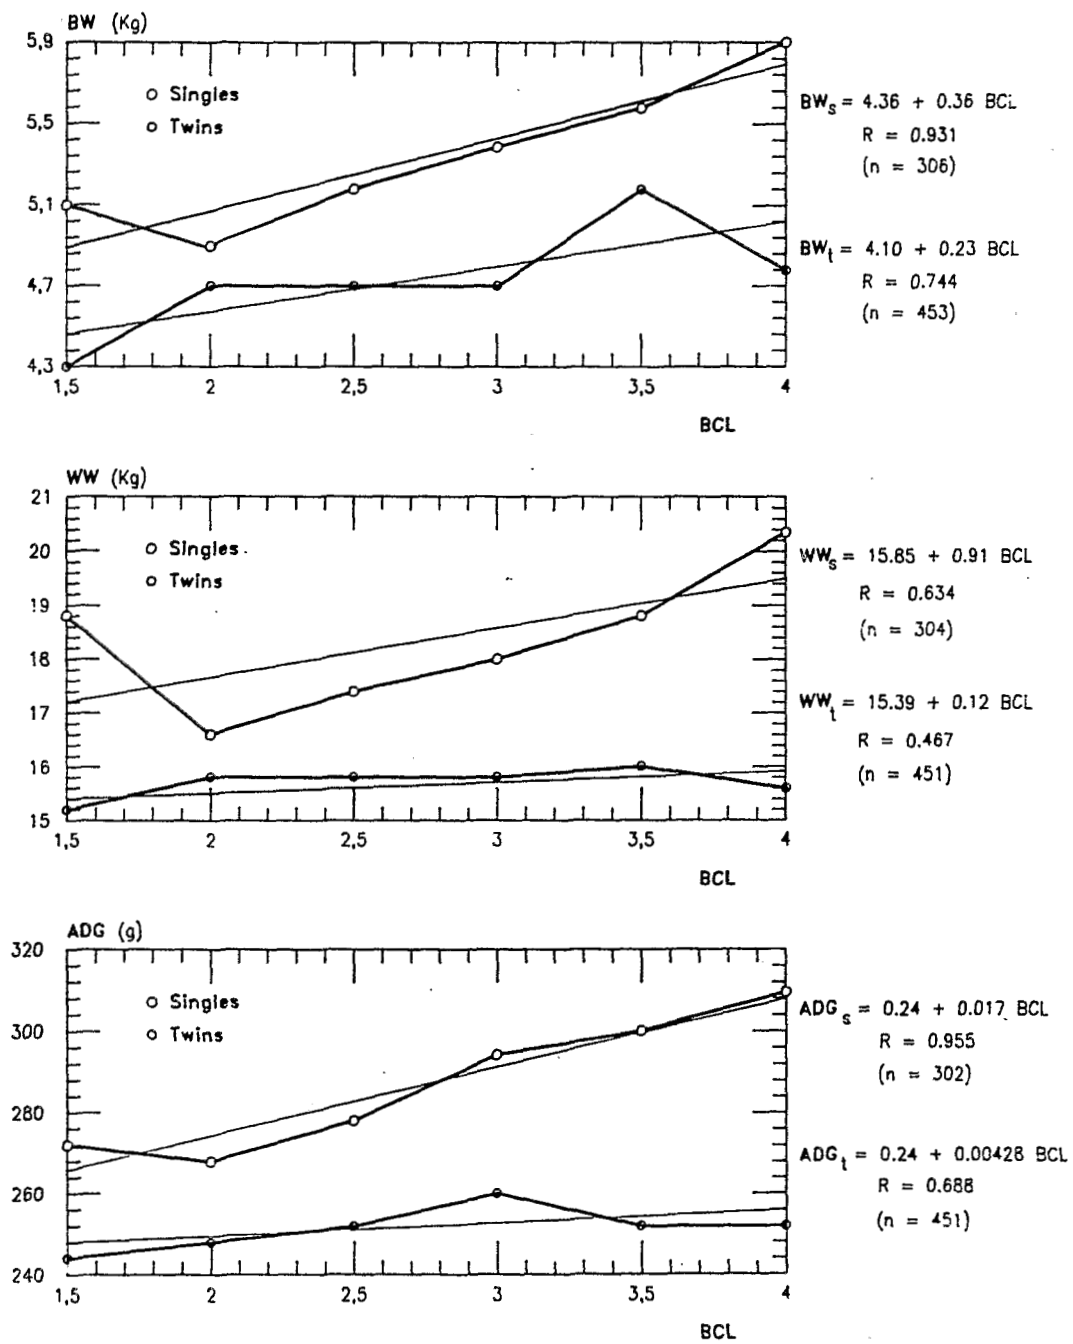 BW (Kg)
5,9
5,5
5,1
4,7
4,3
Singles
Twins
1,5 2 2,5 3 3,5 4
BCL
BWs = 4.36 + 0.36 BCL
R = 0.931
(n = 306)
BWt = 4.10 + 0.23 BCL
R = 0.744
(n = 453)
WW (Kg)
21
20
19
18
17
16
15
Singles
Twins
1,5 2 2,5 3 3,5 4
BCL
WWs = 15.85 + 0.91 BCL
R = 0.634
(n = 304)
WWt = 15.39 + 0.12 BCL
R = 0.467
(n = 451)
ADG (g)
320
300
280
260
240
Singles
Twins
1,5 2 2,5 3 3,5 4
BCL
ADGs = 0.24 + 0.017 BCL
R = 0.955
(n = 302)
ADGt = 0.24 + 0.00428 BCL
R = 0.688
(n = 451)